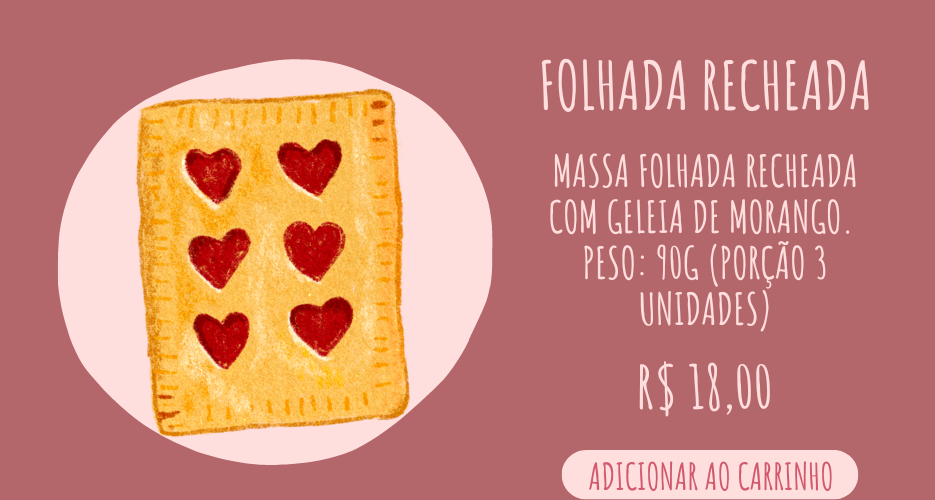 FOLHADA RECHEADA
MASSA FOLHADA RECHEADA
COM GELEIA DE MORANGO.
PESO: 90G (PORÇÃO 3
UNIDADES)
R$ 18,00
ADICIONAR AO CARRINHO